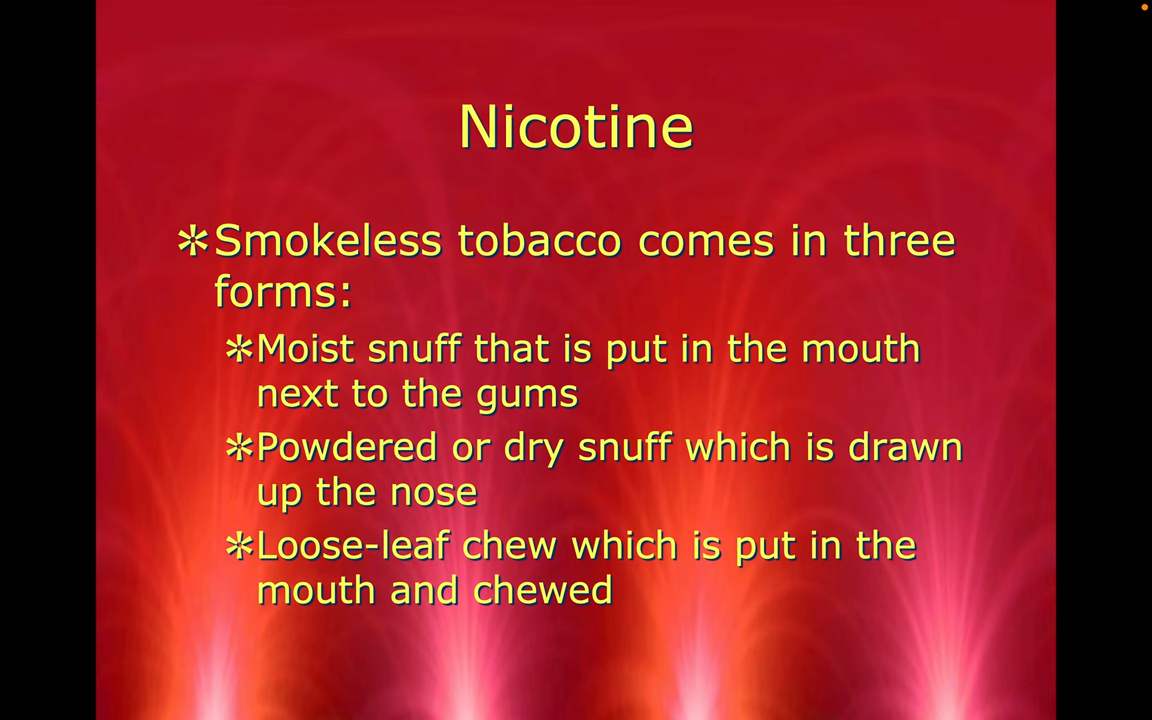 Nicotine
✲Smokeless tobacco comes in three
forms:
✲Moist snuff that is put in the mouth
next to the gums
✲Powdered or dry snuff which is drawn
up the nose
✲Loose-leaf chew which is put in the
mouth and chewed